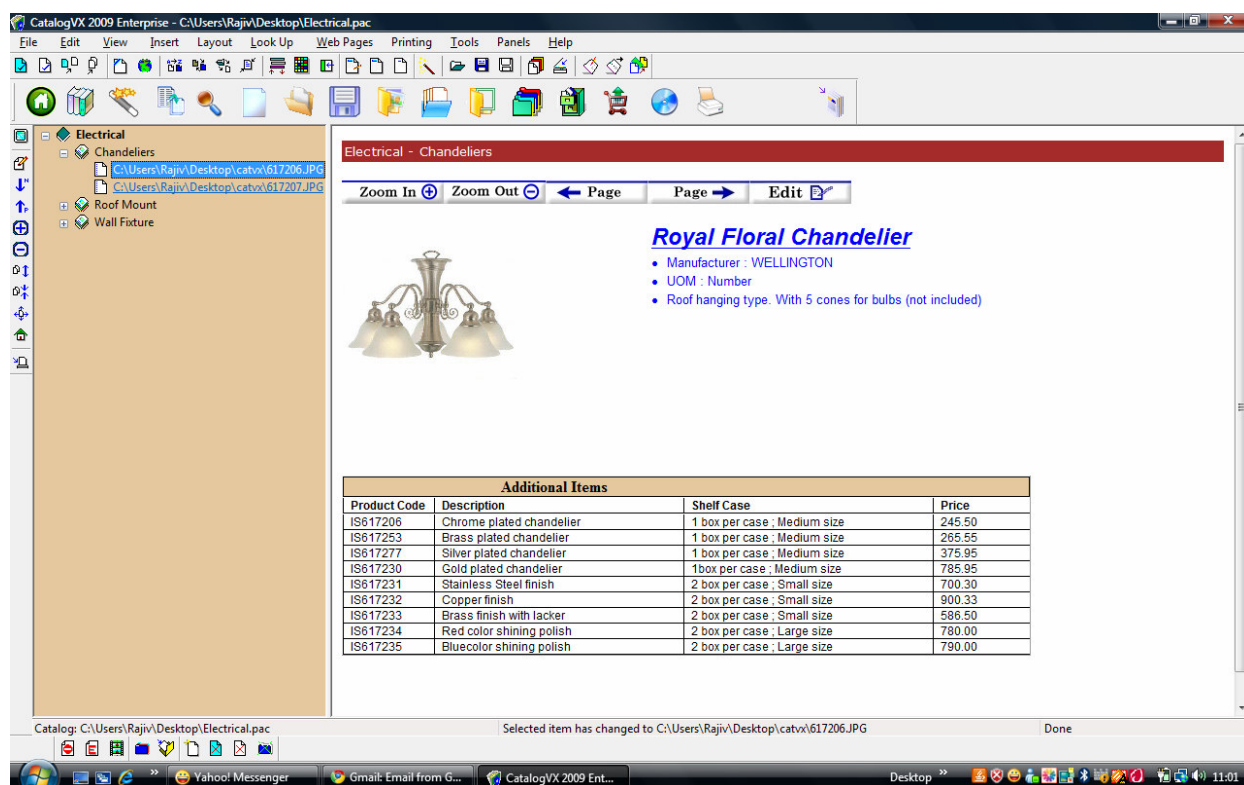 CatalogVX 2009 Enterprise - C:\Users\Rajiv\Desktop\Electrical.pac
File Edit View Insert Layout Look Up Web Pages Printing Tools Panels Help
Electrical
Chandeliers
C:\Users\Rajiv\Desktop\catvx\617206.JPG
C:\Users\Rajiv\Desktop\catvx\617207.JPG
Roof Mount
Wall Fixture
Electrical - Chandeliers
Zoom In Zoom Out Page Page Edit
Royal Floral Chandelier
• Manufacturer : WELLINGTON
• UOM : Number
• Roof hanging type. With 5 cones for bulbs (not included)
Additional Items
Product Code Description Shelf Case Price
IS617206 Chrome plated chandelier 1 box per case ; Medium size 245.50
IS617253 Brass plated chandelier 1 box per case ; Medium size 265.55
IS617277 Silver plated chandelier 1 box per case ; Medium size 375.95
IS617230 Gold plated chandelier 1box per case ; Medium size 785.95
IS617231 Stainless Steel finish 2 box per case ; Small size 700.30
IS617232 Copper finish 2 box per case ; Small size 900.33
IS617233 Brass finish with lacker 2 box per case ; Small size 586.50
IS617234 Red color shining polish 2 box per case ; Large size 780.00
IS617235 Bluecolor shining polish 2 box per case ; Large size 790.00
Catalog: C:\Users\Rajiv\Desktop\Electrical.pac Selected item has changed to C:\Users\Rajiv\Desktop\catvx\617206.JPG Done
Yahoo! Messenger Gmail: Email from G... CatalogVX 2009 Ent... Desktop » 11:01